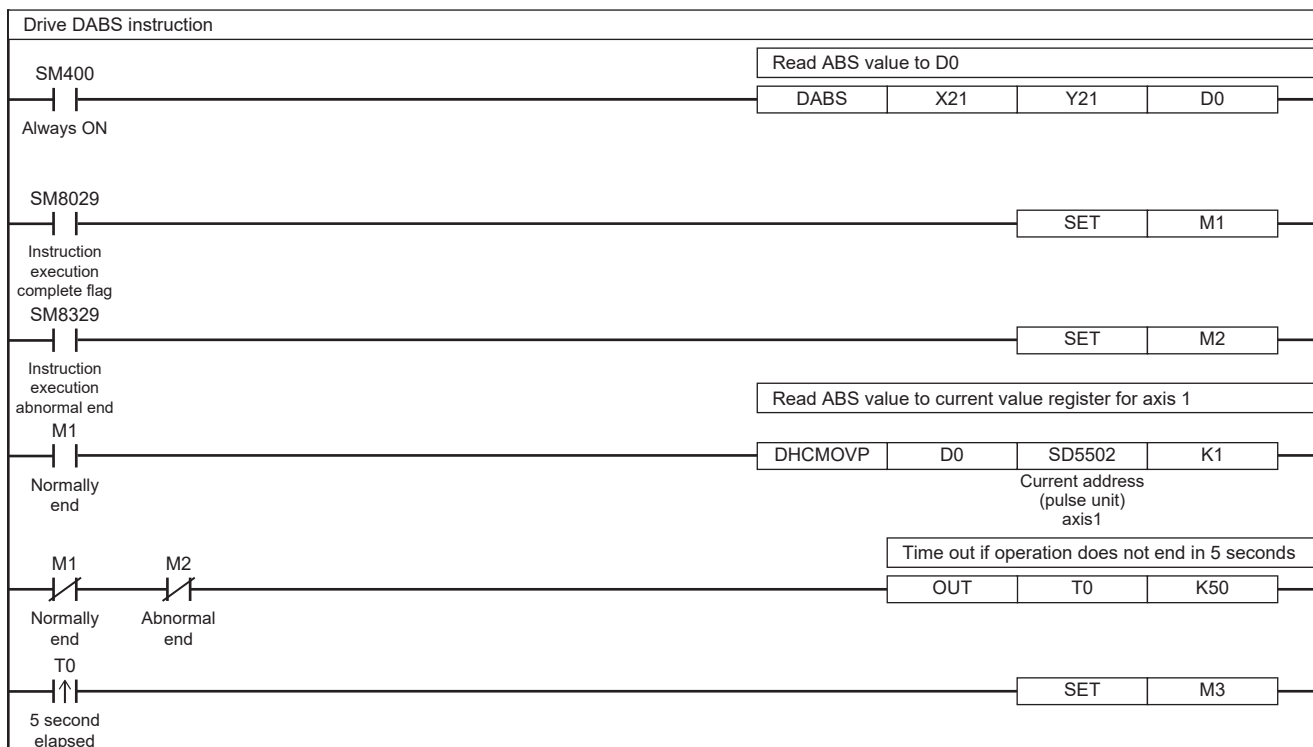 Drive DABS instruction
Read ABS value to D0
SM400
DABS X21 Y21 D0
Always ON
SM8029
SET M1
Instruction
execution
complete flag
SM8329
SET M2
Instruction
execution
abnormal end
Read ABS value to current value register for axis 1
M1
DHCMOVP D0 SD5502 K1
Normally
end
Current address
(pulse unit)
axis1
Time out if operation does not end in 5 seconds
M1 M2
OUT T0 K50
Normally Abnormal
end end
T0
SET M3
5 second
elapsed